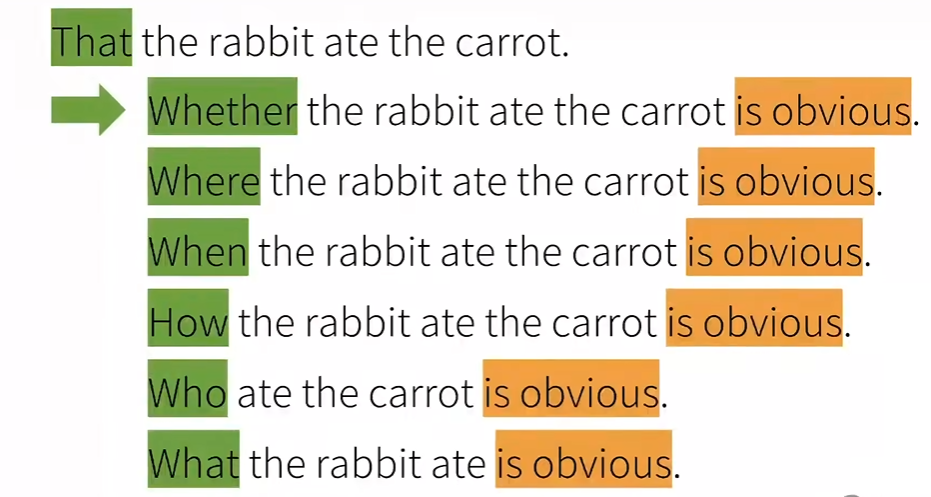 That the rabbit ate the carrot.
Whether the rabbit ate the carrot is obvious.
Where the rabbit ate the carrot is obvious.
When the rabbit ate the carrot is obvious.
How the rabbit ate the carrot is obvious.
Who ate the carrot is obvious.
What the rabbit ate is obvious.